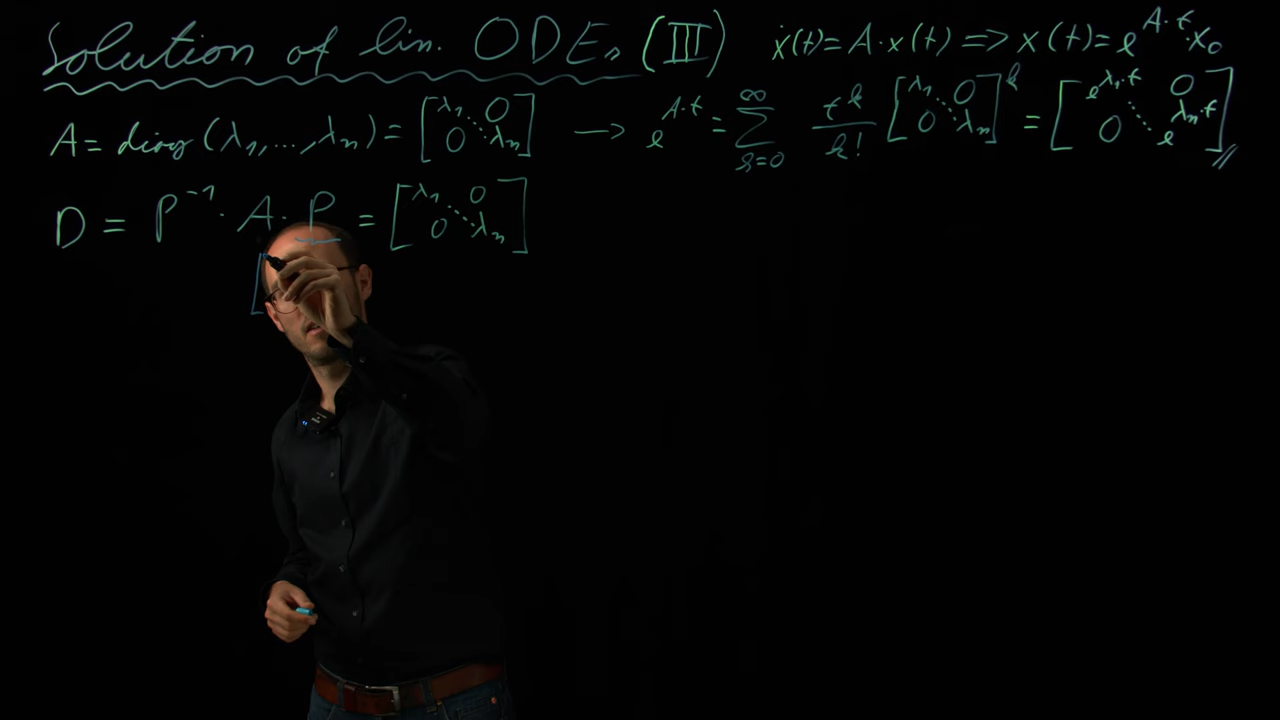 Solution of lin. ODEs (III) ẋ(t) = A·x(t) => x(t) = e^{A·t}·x₀
A = diag(λ₁,...,λₙ) = [λ₁ 0 ⋱ 0 λₙ] → e^{A·t} = ∑_{k=0}^{∞} t^k/k! [λ₁ 0 ⋱ 0 λₙ]^k = [e^{λ₁·t} 0 ⋱ 0 e^{λₙ·t}]
D = P⁻¹·A·P = [λ₁ 0 ⋱ 0 λₙ]
[